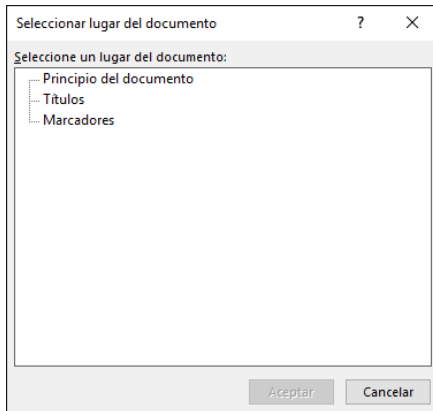 Seleccionar lugar del documento ?
Seleccione un lugar del documento:
Principio del documento
Títulos
Marcadores
Aceptar Cancelar